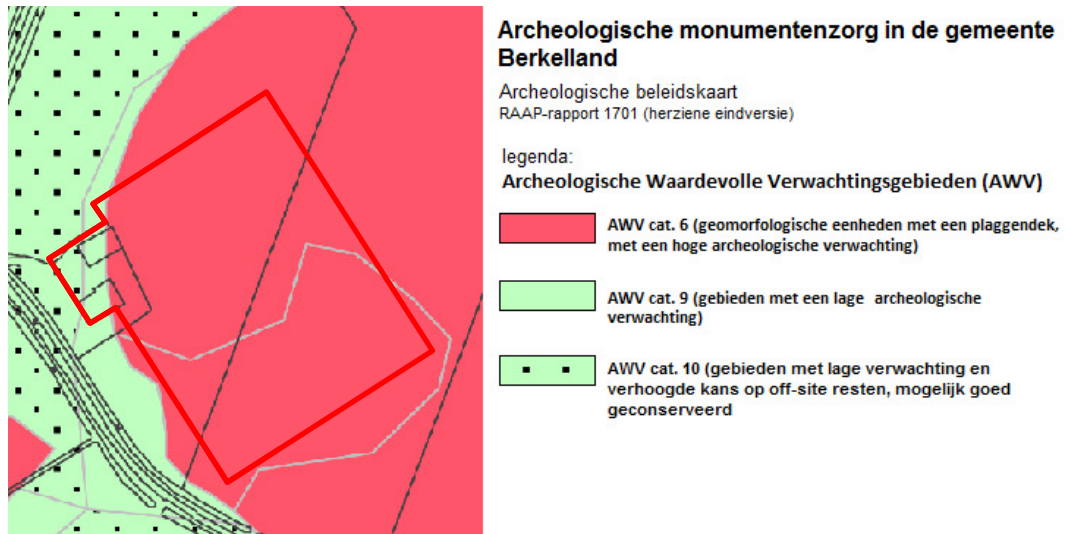 Archeologische monumentenzorg in de gemeente
Berkelland
Archeologische beleidskaart
RAAP-rapport 1701 (herziene eindversie)
legenda:
Archeologische Waardevolle Verwachtingsgebieden (AWV)
AWV cat. 6 (geomorfologische eenheden met een plaggendek,
met een hoge archeologische verwachting)
AWV cat. 9 (gebieden met een lage archeologische
verwachting)
AWV cat. 10 (gebieden met lage verwachting en
verhoogde kans op off-site resten, mogelijk goed
geconserveerd